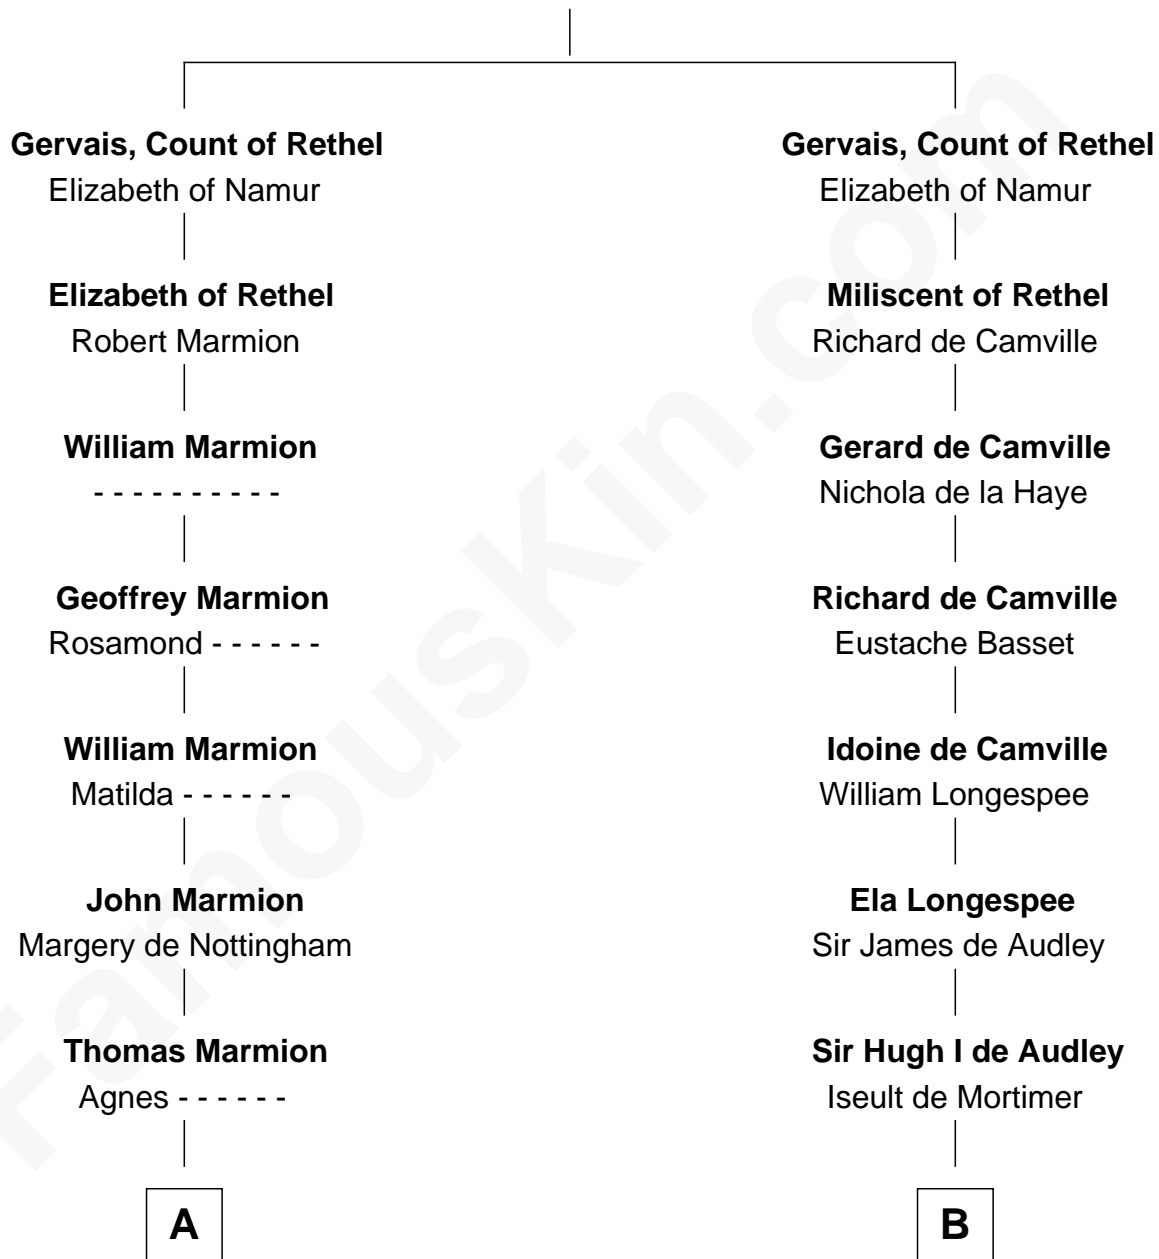 Gervais, Count of Rethel
Elizabeth of Namur
Elizabeth of Rethel
Robert Marmion
William Marmion
- - - - - - - - - -
Geoffrey Marmion
Rosamond - - - - - -
William Marmion
Matilda - - - - - -
John Marmion
Margery de Nottingham
Thomas Marmion
Agnes - - - - - -
A
Gervais, Count of Rethel
Elizabeth of Namur
Miliscent of Rethel
Richard de Camville
Gerard de Camville
Nichola de la Haye
Richard de Camville
Eustache Basset
Idoine de Camville
William Longespee
Ela Longespee
Sir James de Audley
Sir Hugh I de Audley
Iseult de Mortimer
B
FamousKin.com